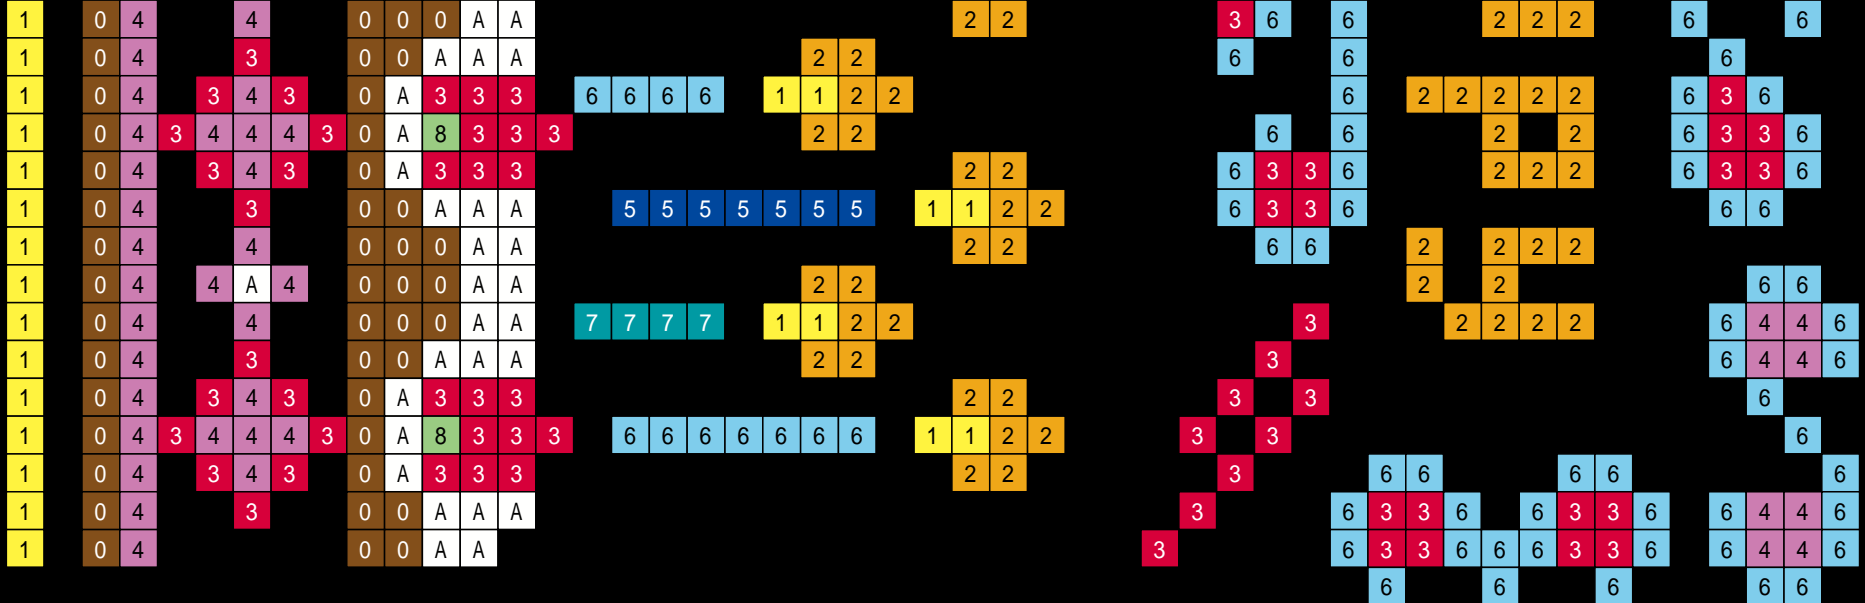 1 0 4 4 0 0 0 A A 2 2 3 6 6 2 2 2 6 6
1 0 4 3 0 0 A A A 2 2 6 6 6
1 0 4 3 4 3 0 A 3 3 3 6 6 6 6 1 1 2 2 6 2 2 2 2 2 6 3 6
1 0 4 3 4 4 4 3 0 A 8 3 3 3 2 2 6 6 2 2 6 3 3 6
1 0 4 3 4 3 0 A 3 3 3 2 2 6 3 3 6 2 2 2 6 3 3 6
1 0 4 3 0 0 A A A 5 5 5 5 5 5 5 1 1 2 2 6 3 3 6 6 6
1 0 4 4 0 0 0 A A 2 2 6 6 2 2 2 2
1 0 4 4 A 4 0 0 0 A A 2 2 2 2 6 6
1 0 4 4 0 0 0 A A 7 7 7 7 1 1 2 2 3 2 2 2 2 6 4 4 6
1 0 4 3 0 0 A A A 2 2 3 6 4 4 6
1 0 4 3 4 3 0 A 3 3 3 2 2 3 3 6
1 0 4 3 4 4 4 3 0 A 8 3 3 3 6 6 6 6 6 6 6 1 1 2 2 3 3 6
1 0 4 3 4 3 0 A 3 3 3 2 2 3 6 6 6 6 6
1 0 4 3 0 0 A A A 3 6 3 3 6 6 3 3 6 6 4 4 6
1 0 4 0 0 A A 3 6 3 3 6 6 6 3 3 6 6 4 4 6
6 6 6 6 6